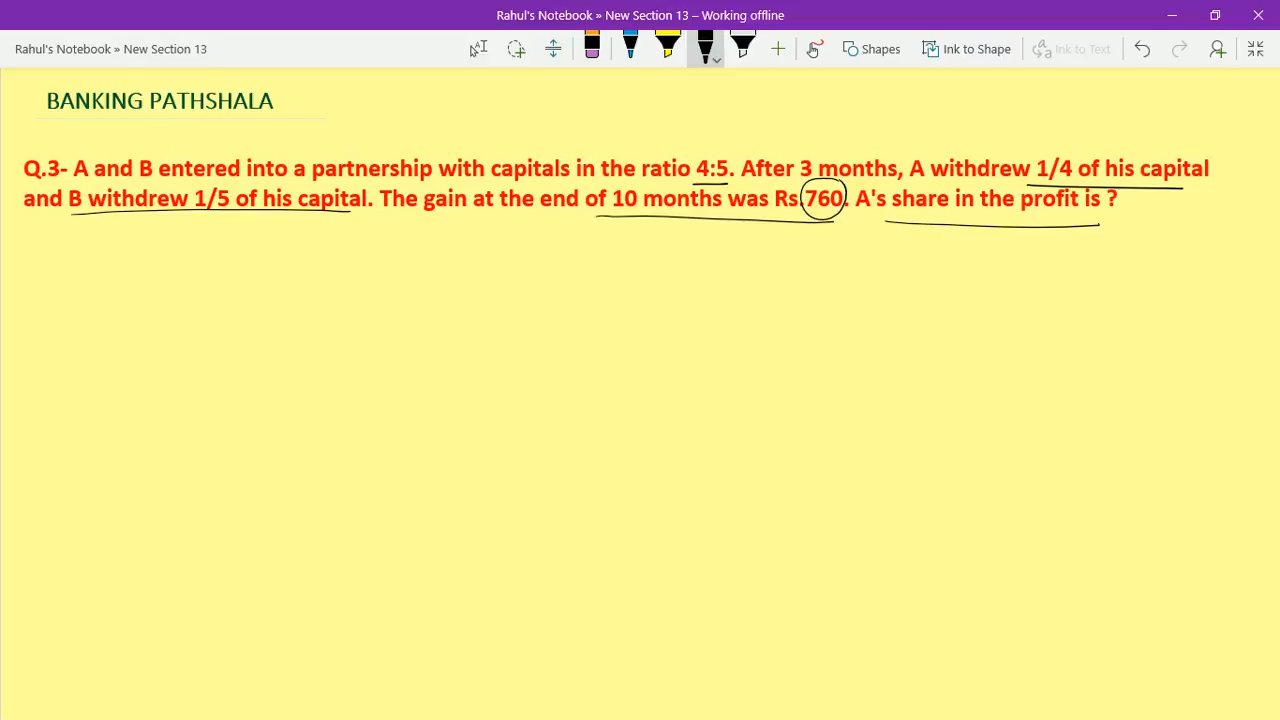 Rahul's Notebook » New Section 13 – Working offline
Rahul's Notebook » New Section 13
Shapes
Ink to Shape
Ink to Text
BANKING PATHSHALA
Q.3- A and B entered into a partnership with capitals in the ratio 4:5. After 3 months, A withdrew 1/4 of his capital
and B withdrew 1/5 of his capital. The gain at the end of 10 months was Rs.760. A's share in the profit is ?